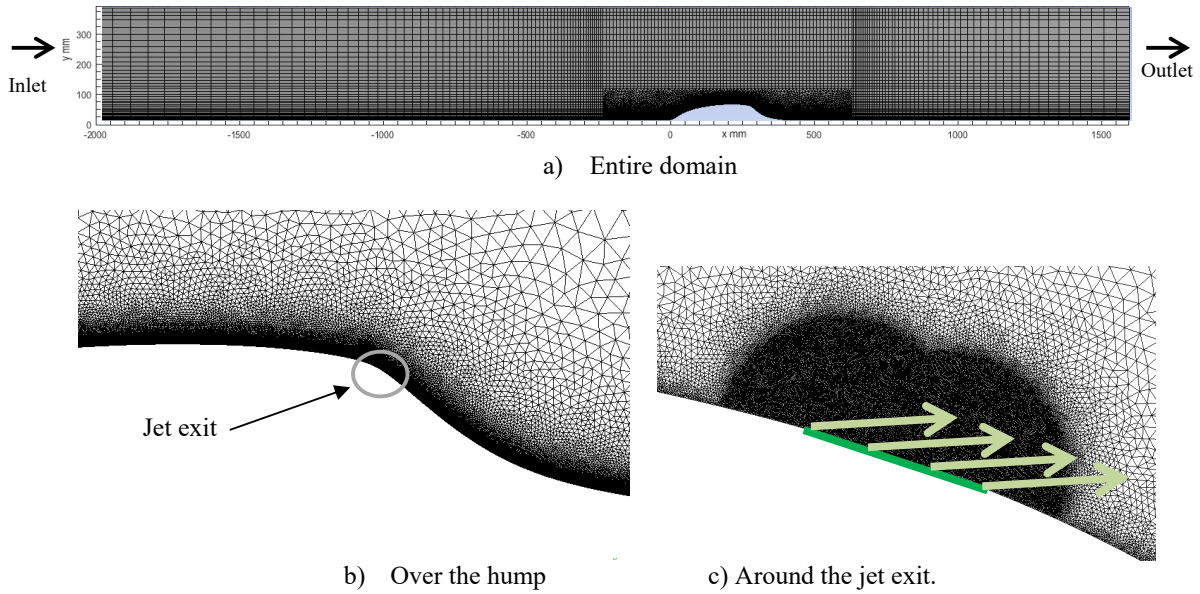 300
200
100
0
y mm
Inlet
Outlet
-2000 -1500 -1000 -500 0 500 1000 1500
x mm
a) Entire domain
Jet exit
b) Over the hump
c) Around the jet exit.